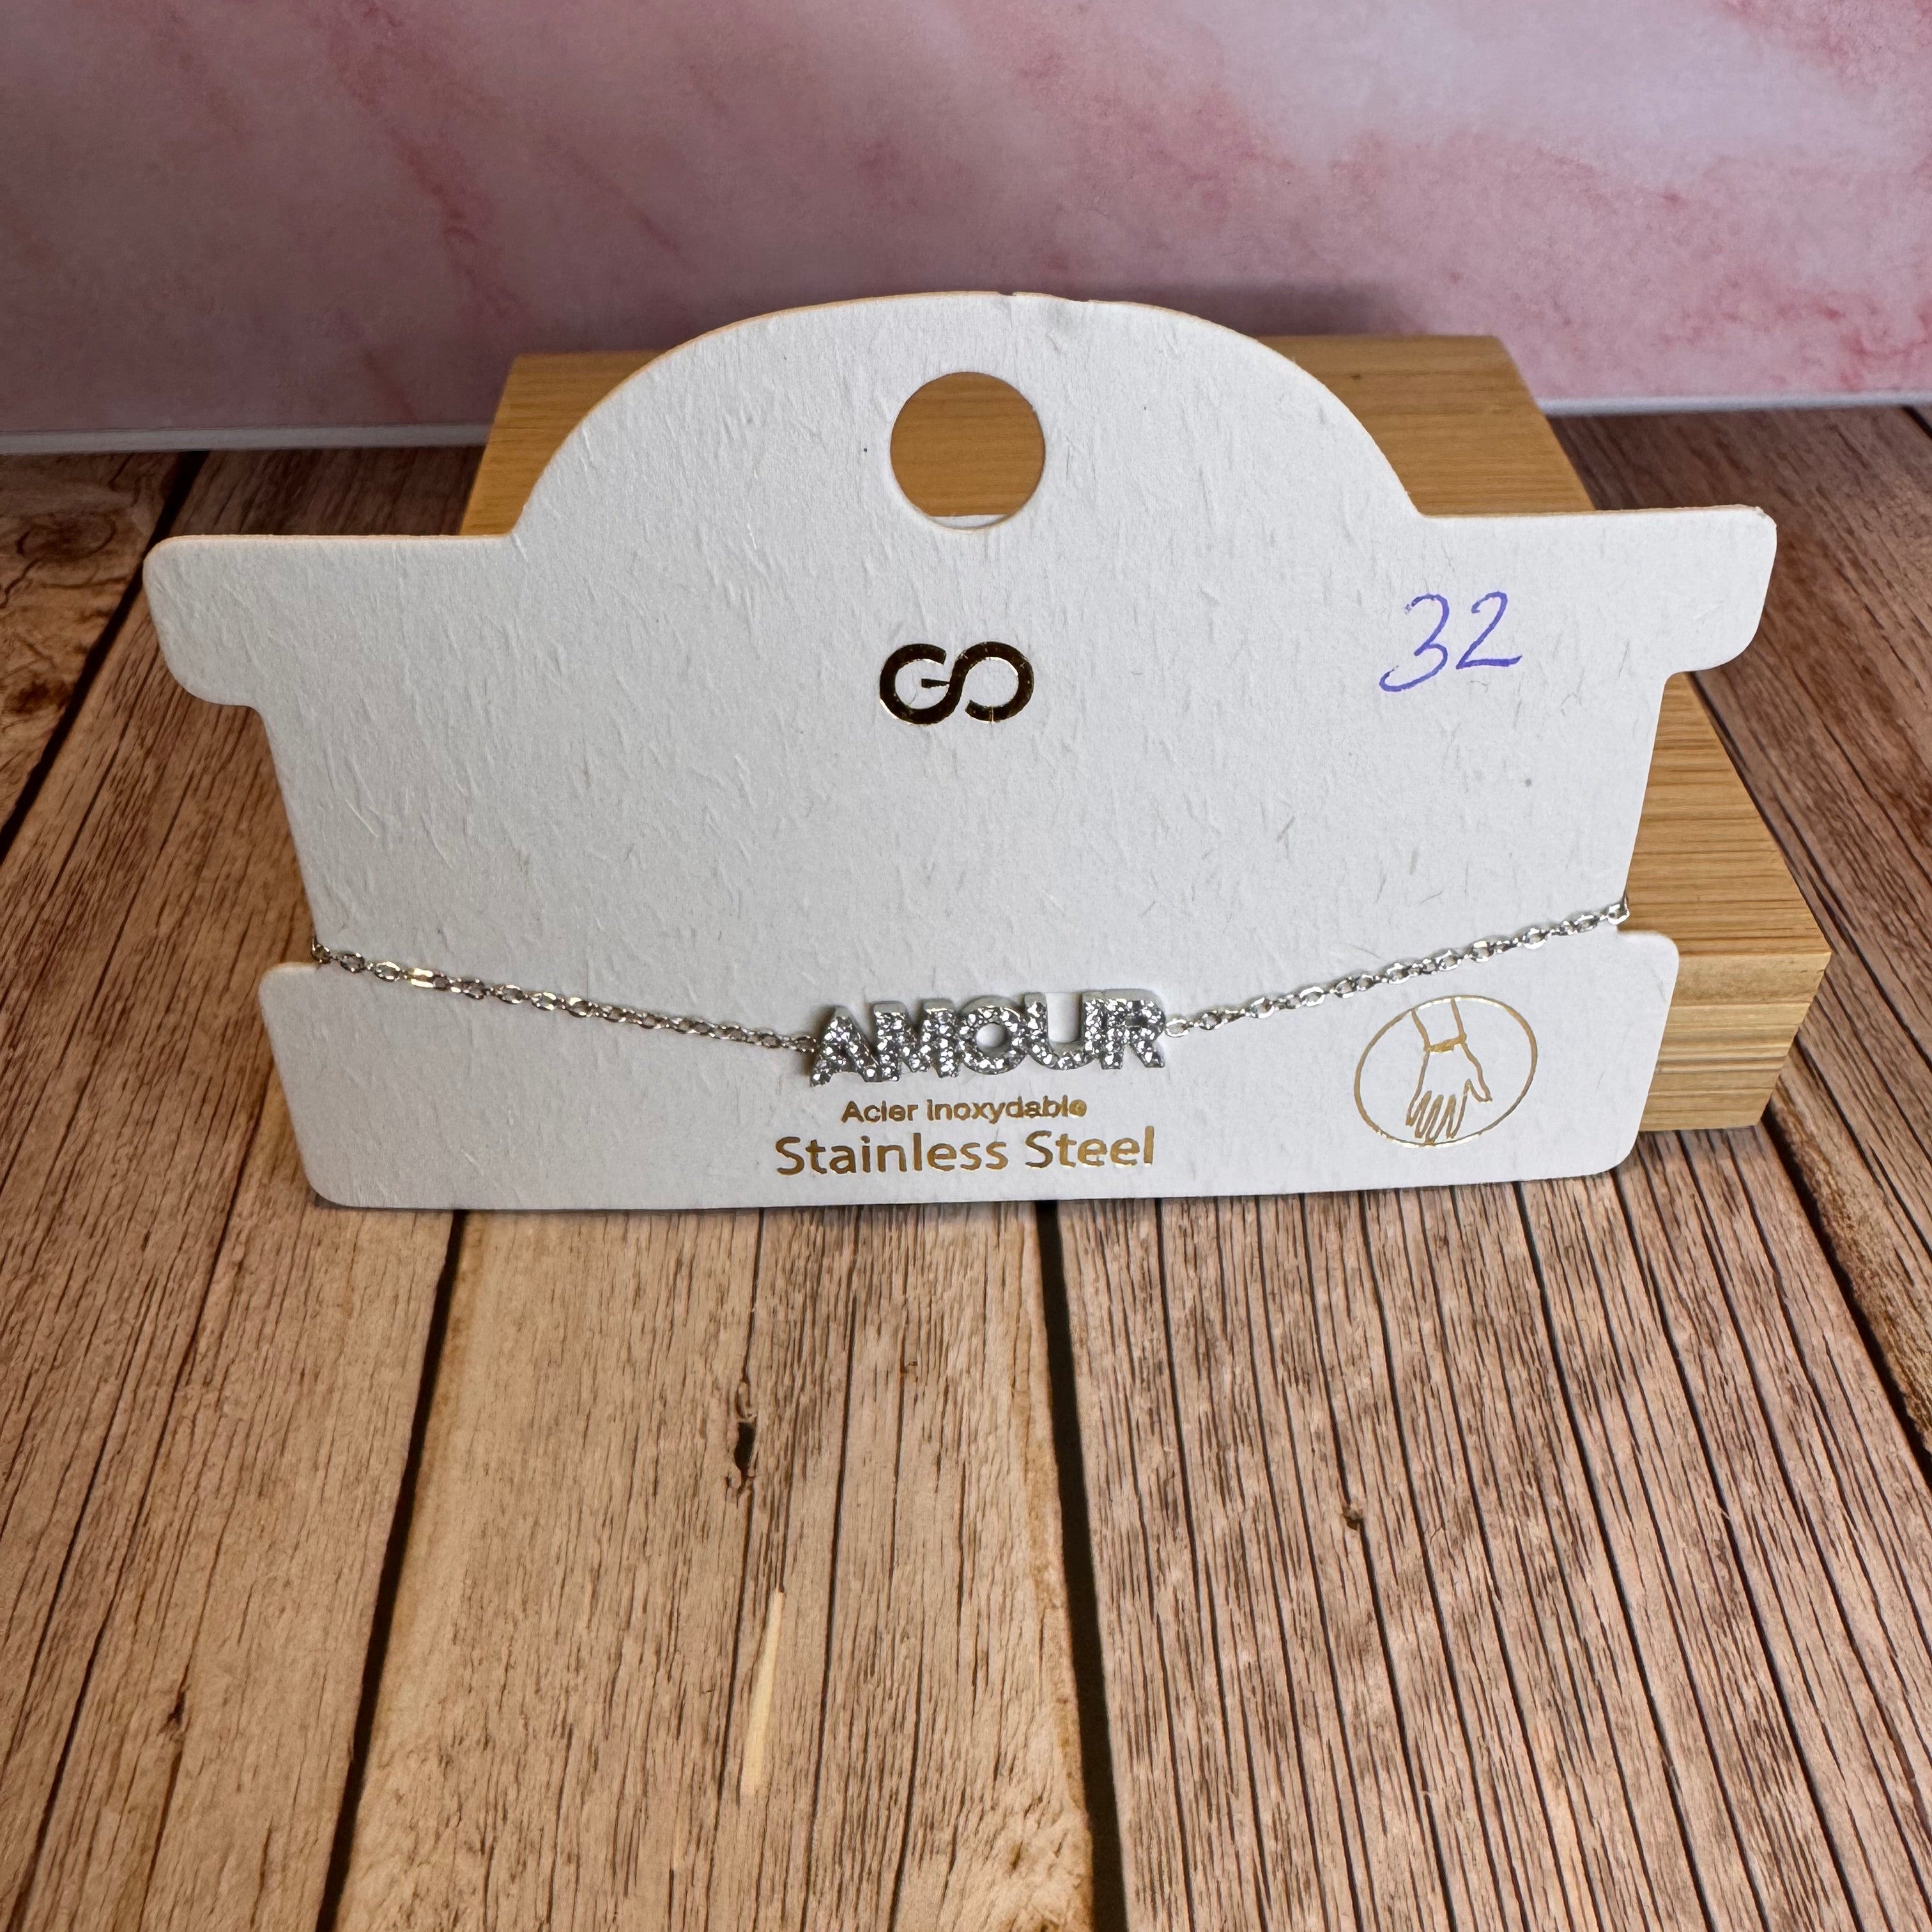 32
GO
AMOUR
Acier inoxydable
Stainless Steel